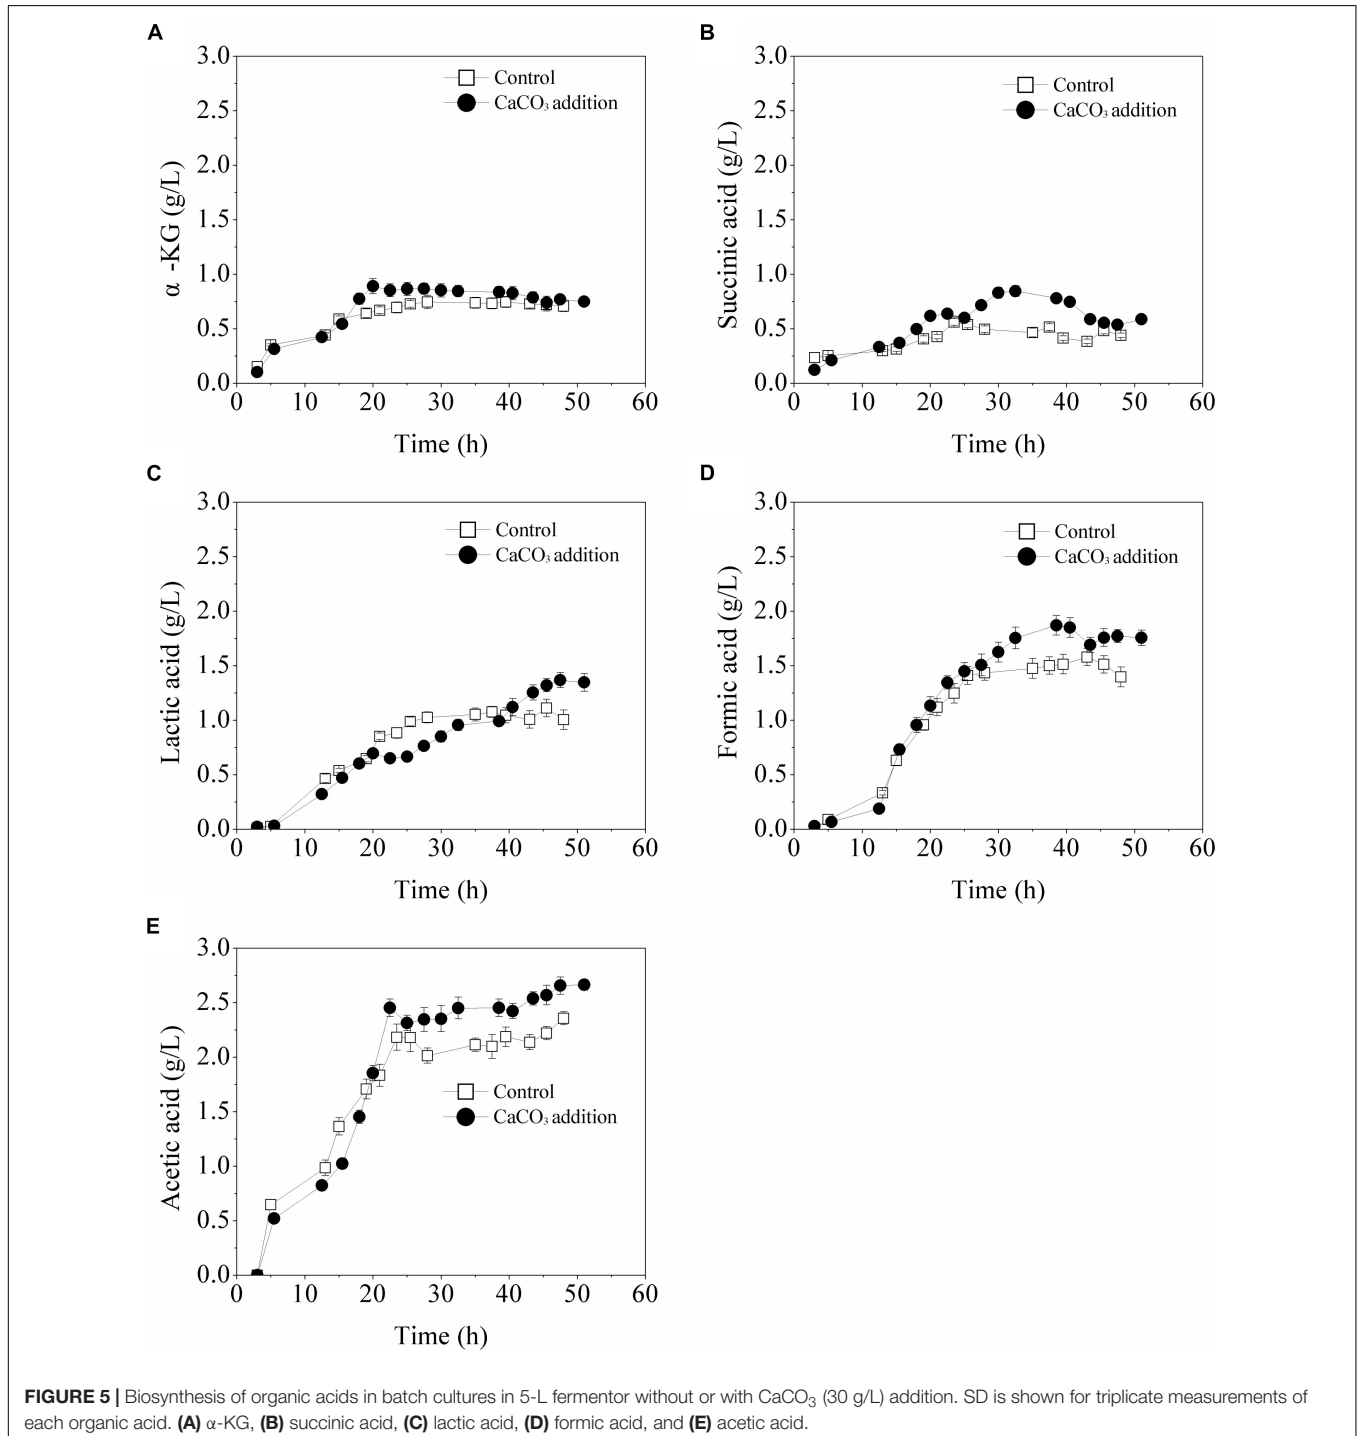 A
3.0
2.5
2.0
1.5
1.0
0.5
0.0
α -KG (g/L)
Control
CaCO₃ addition
0 10 20 30 40 50 60
Time (h)
B
3.0
2.5
2.0
1.5
1.0
0.5
0.0
Succinic acid (g/L)
Control
CaCO₃ addition
0 10 20 30 40 50 60
Time (h)
C
3.0
2.5
2.0
1.5
1.0
0.5
0.0
Lactic acid (g/L)
Control
CaCO₃ addition
0 10 20 30 40 50 60
Time (h)
D
3.0
2.5
2.0
1.5
1.0
0.5
0.0
Formic acid (g/L)
Control
CaCO₃ addition
0 10 20 30 40 50 60
Time (h)
E
3.0
2.5
2.0
1.5
1.0
0.5
0.0
Acetic acid (g/L)
Control
CaCO₃ addition
0 10 20 30 40 50 60
Time (h)
FIGURE 5 | Biosynthesis of organic acids in batch cultures in 5-L fermentor without or with CaCO₃ (30 g/L) addition. SD is shown for triplicate measurements of
each organic acid. (A) α-KG, (B) succinic acid, (C) lactic acid, (D) formic acid, and (E) acetic acid.